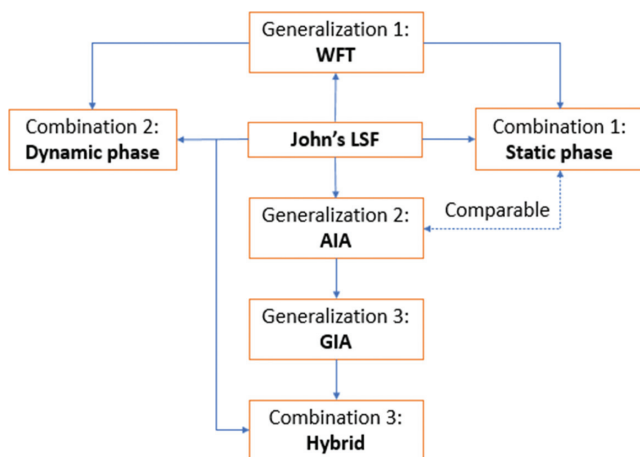 Generalization 1:
WFT
Combination 2:
Dynamic phase
John's LSF
Combination 1:
Static phase
Generalization 2:
AIA
Comparable
Generalization 3:
GIA
Combination 3:
Hybrid